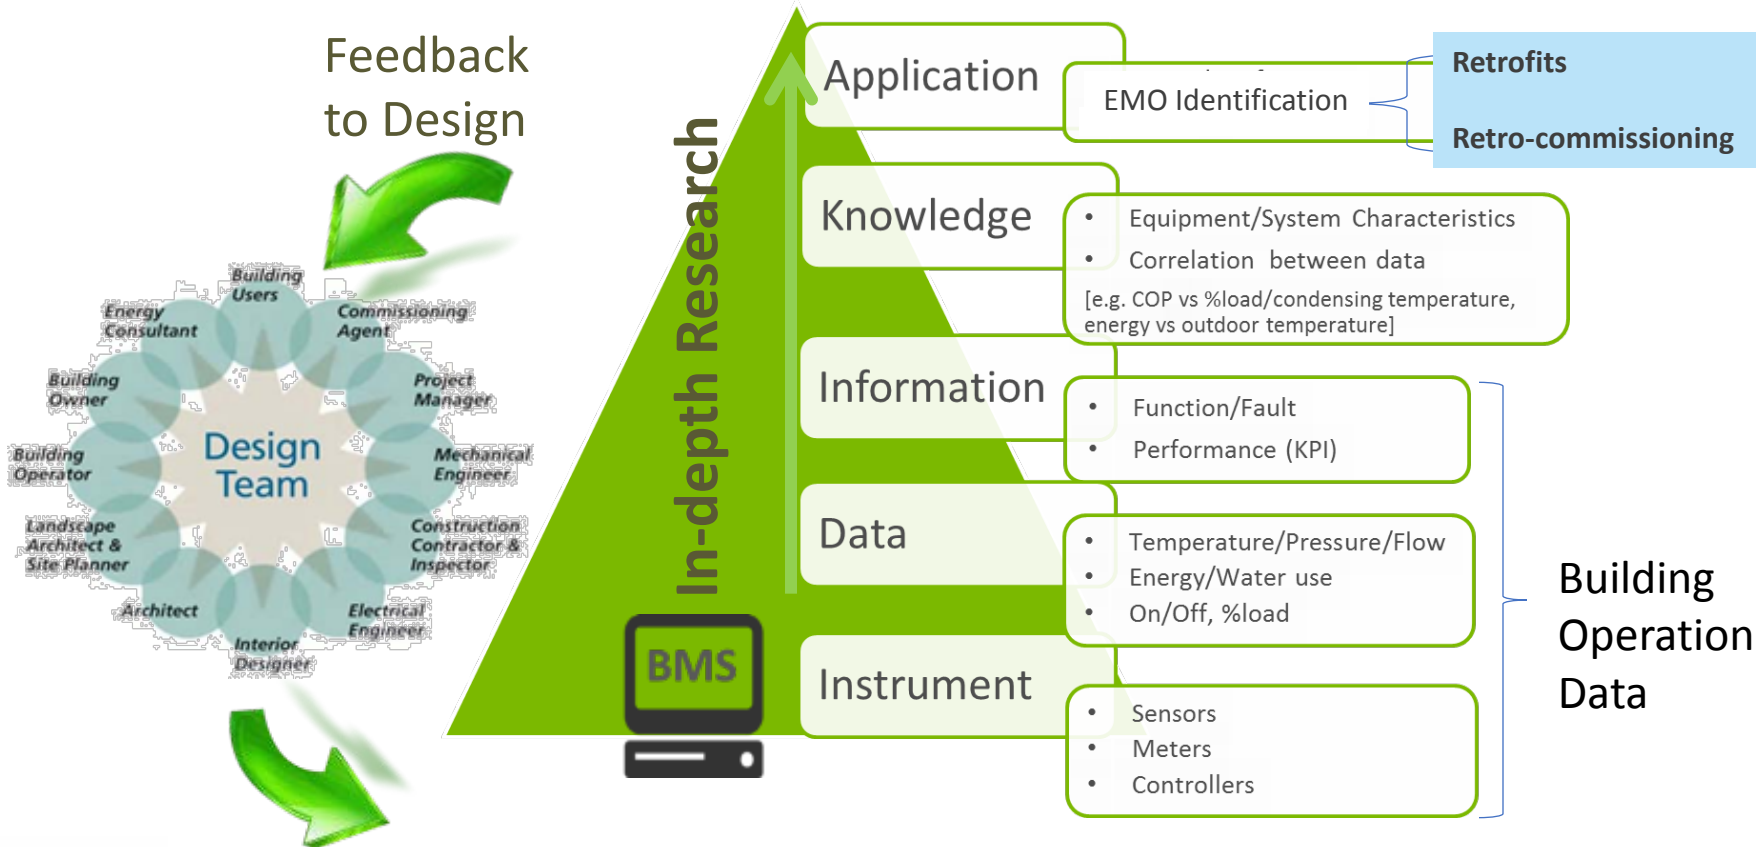 Feedback
to Design
Building
Users
Energy
Consultant
Commissioning
Agent
Building
Owner
Project
Manager
Building
Operator
Design
Team
Mechanical
Engineer
Landscape
Architect &
Site Planner
Construction
Contractor &
Inspector
Architect
Electrical
Engineer
Interior
Designer
In-depth Research
BMS
Application
EMO Identification
Retrofits
Retro-commissioning
Knowledge
• Equipment/System Characteristics
• Correlation between data
[e.g. COP vs %load/condensing temperature,
energy vs outdoor temperature]
Information
• Function/Fault
• Performance (KPI)
Data
• Temperature/Pressure/Flow
• Energy/Water use
• On/Off, %load
Instrument
• Sensors
• Meters
• Controllers
Building
Operation
Data